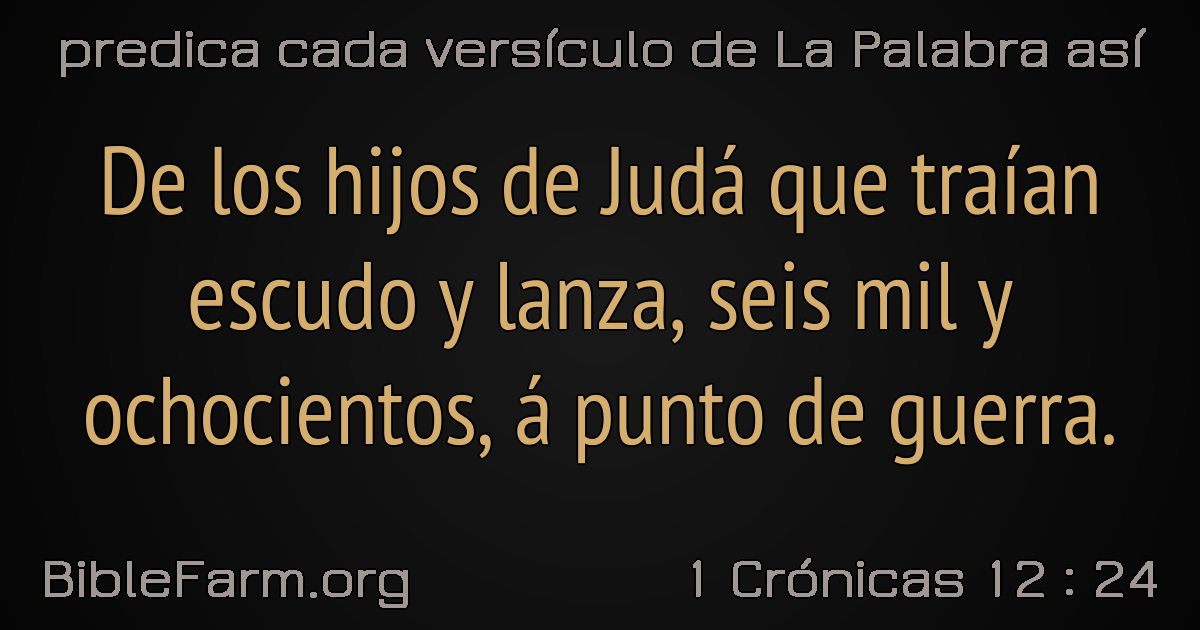 predica cada versículo de La Palabra así
De los hijos de Judá que traían
escudo y lanza, seis mil y
ochocientos, á punto de guerra.
BibleFarm.org
1 Crónicas 12 : 24